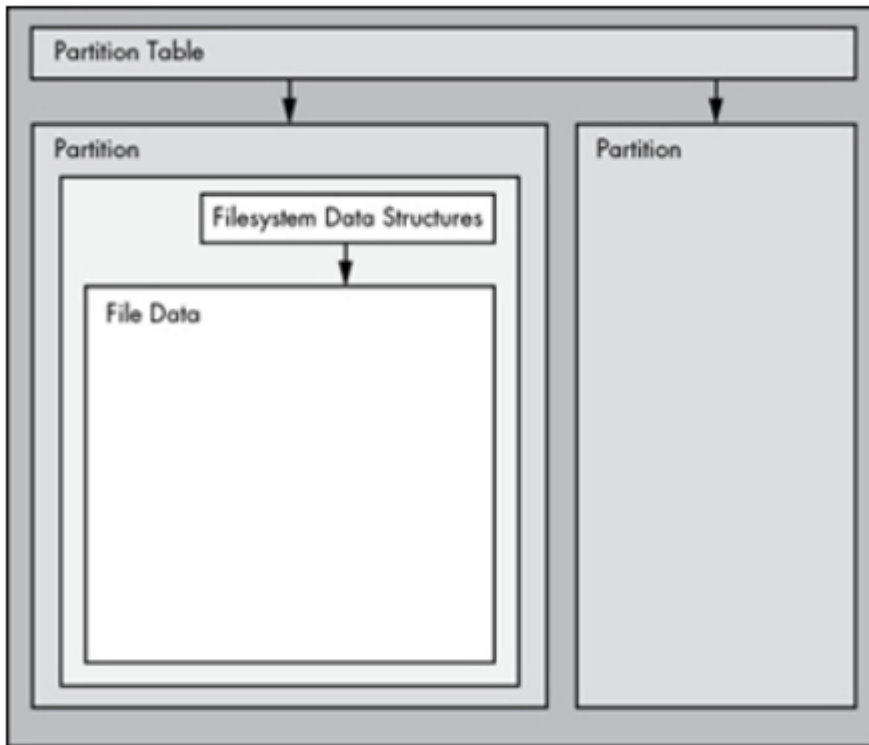 Partition Table
Partition
Partition
Filesystem Data Structures
File Data